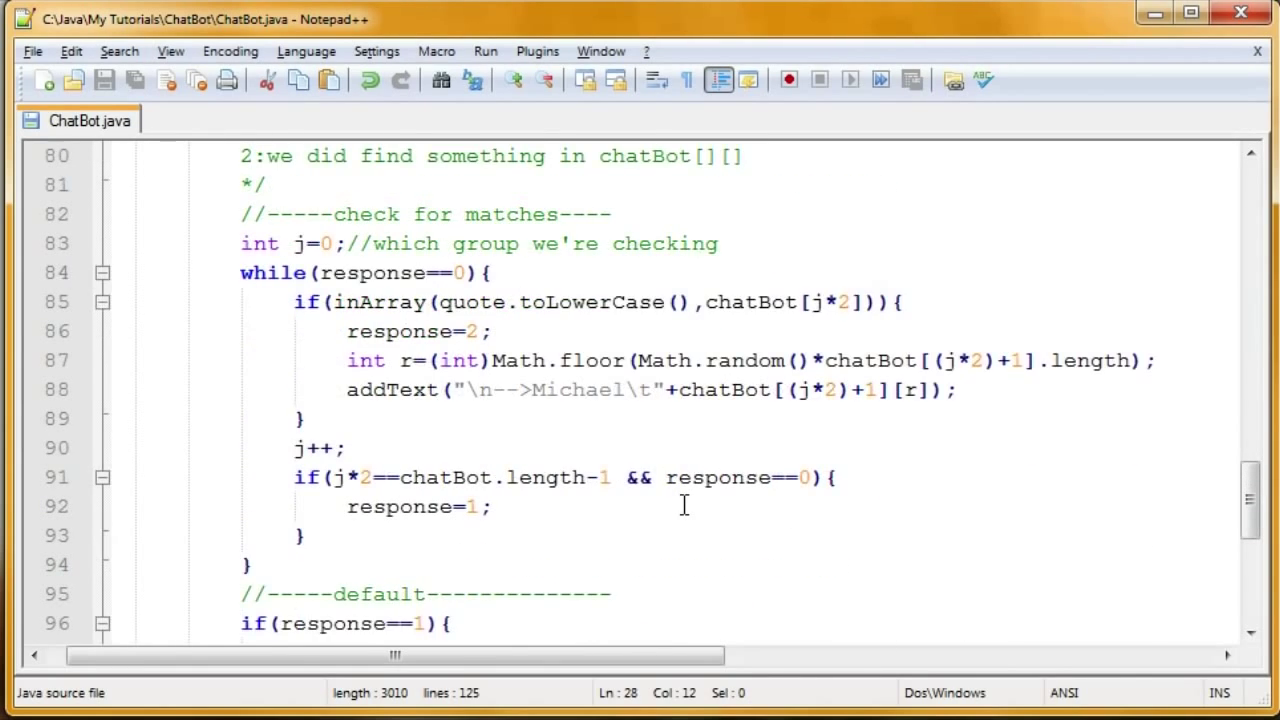 C:\Java\My Tutorials\ChatBot\ChatBot.java - Notepad++
File Edit Search View Encoding Language Settings Macro Run Plugins Window ? X
ABC
ChatBot.java
80 2:we did find something in chatBot[][]
81 */
82 //-----check for matches----
83 int j=0;//which group we're checking
84 while(response==0){
85 if(inArray(quote.toLowerCase(),chatBot[j*2])){
86 response=2;
87 int r=(int)Math.floor(Math.random()*chatBot[(j*2)+1].length);
88 addText("\n-->Michael\t"+chatBot[(j*2)+1][r]);
89 }
90 j++;
91 if(j*2==chatBot.length-1 && response==0){
92 response=1;
93 }
94 }
95 //-----default--------------
96 if(response==1){
Java source file length : 3010 lines : 125 Ln : 28 Col : 12 Sel : 0 Dos\Windows ANSI INS